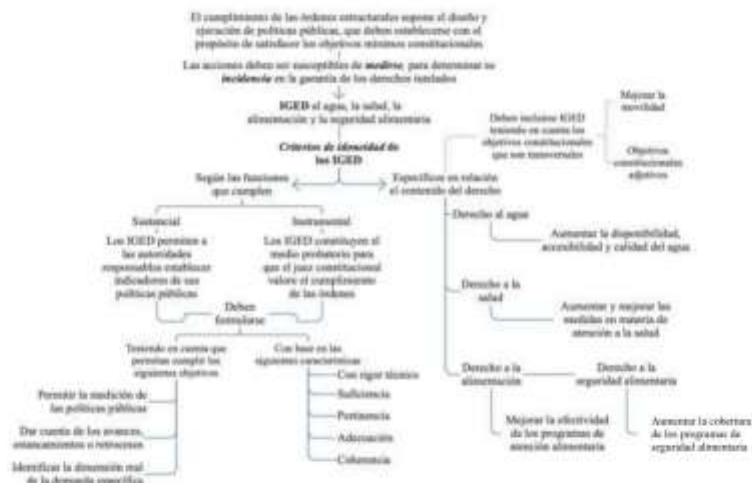 El cumplimiento de las órdenes estructurales supone el diseño y
ejecución de políticas públicas, que deben establecerse con el
propósito de satisfacer los objetivos mínimos constitucionales
Las acciones deben ser susceptibles de medirse, para determinar su
incidencia en la garantía de los derechos tutelados
IGED al agua, la salud, la
alimentación y la seguridad alimentaria
Criterios de idoneidad de
los IGED
Según las funciones
que cumplen
Sustancial
Los IGED permiten a
las autoridades
responsables establecer
indicadores de sus
políticas públicas
Instrumental
Los IGED constituyen el
medio probatorio para
que el juez constitucional
valore el cumplimiento
de las órdenes
Deben
formularse
Teniendo en cuenta que
permitan cumplir los
siguientes objetivos
Permitir la medición de
las políticas públicas
Dar cuenta de los avances,
estancamientos o retrocesos
Identificar la dimensión real
de la demanda específica
Con base en las
siguientes características
Con rigor técnico
Suficiencia
Pertinencia
Adecuación
Coherencia
Específicos en relación
el contenido del derecho
Deben incluirse IGED
teniendo en cuenta los
objetivos constitucionales
que son transversales
Mejorar la
movilidad
Objetivos
constitucionales
adjetivos
Derecho al agua
Aumentar la disponibilidad,
accesibilidad y calidad del agua
Derecho a la
salud
Aumentar y mejorar las
medidas en materia de
atención a la salud
Derecho a la
alimentación
Mejorar la efectividad
de los programas de
atención alimentaria
Derecho a la
seguridad alimentaria
Aumentar la cobertura
de los programas de
seguridad alimentaria